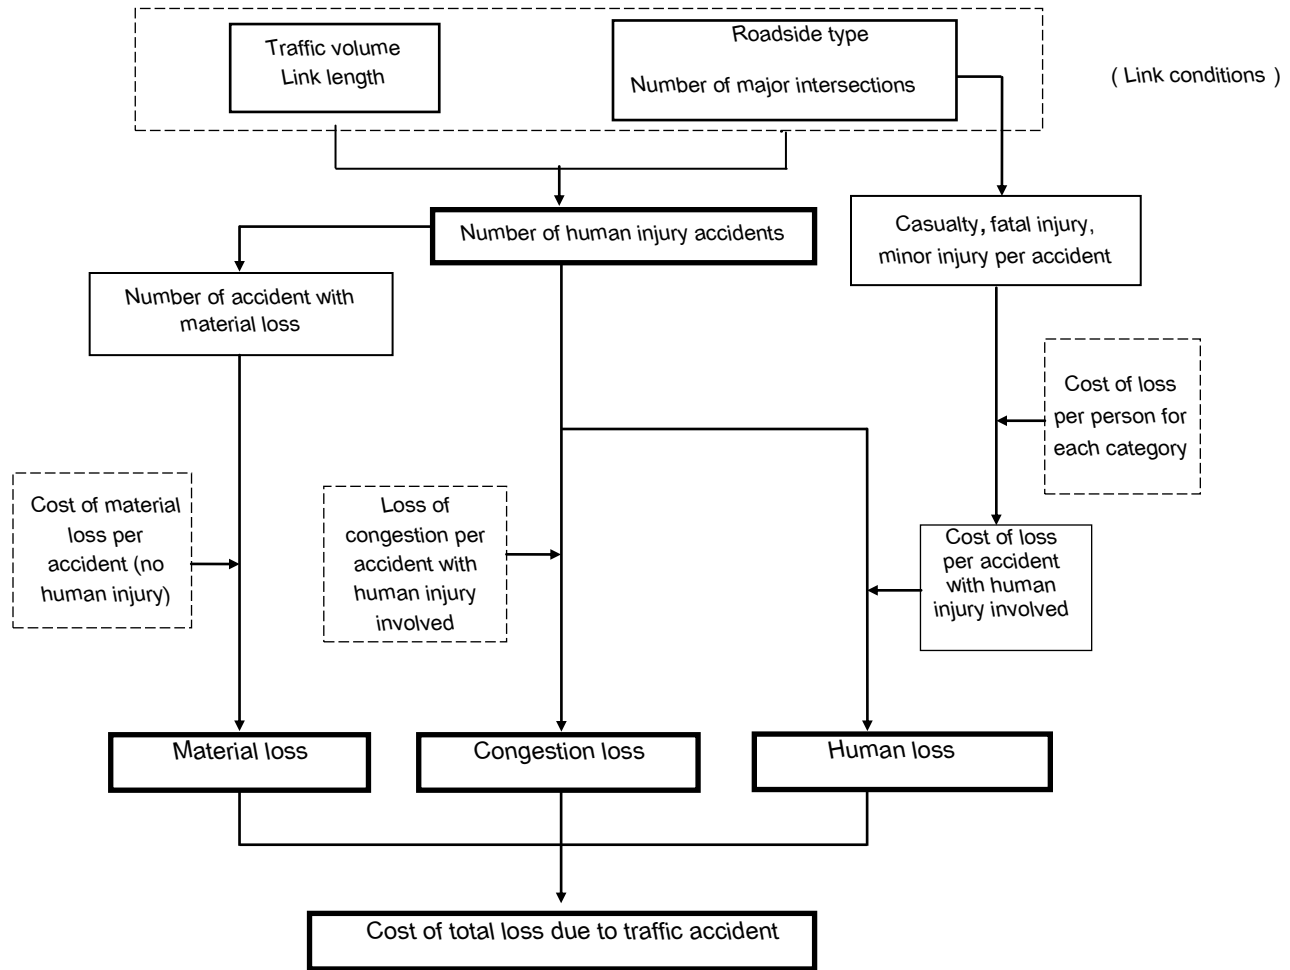 Traffic volume
Link length
Roadside type
Number of major intersections
( Link conditions )
Number of human injury accidents
Casualty, fatal injury,
minor injury per accident
Number of accident with
material loss
Cost of loss
per person for
each category
Cost of material
loss per
accident (no
human injury)
Loss of
congestion per
accident with
human injury
involved
Cost of loss
per accident
with human
injury involved
Material loss
Congestion loss
Human loss
Cost of total loss due to traffic accident